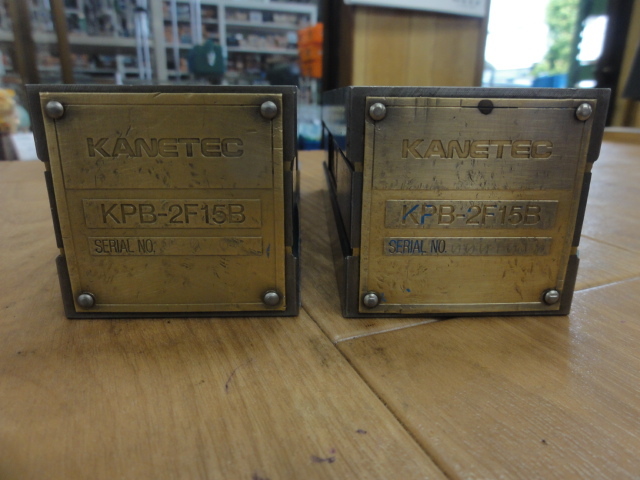 KANETEC
KPB-2F15B
SERIAL NO.
KANETEC
KPB-2F15B
SERIAL NO.